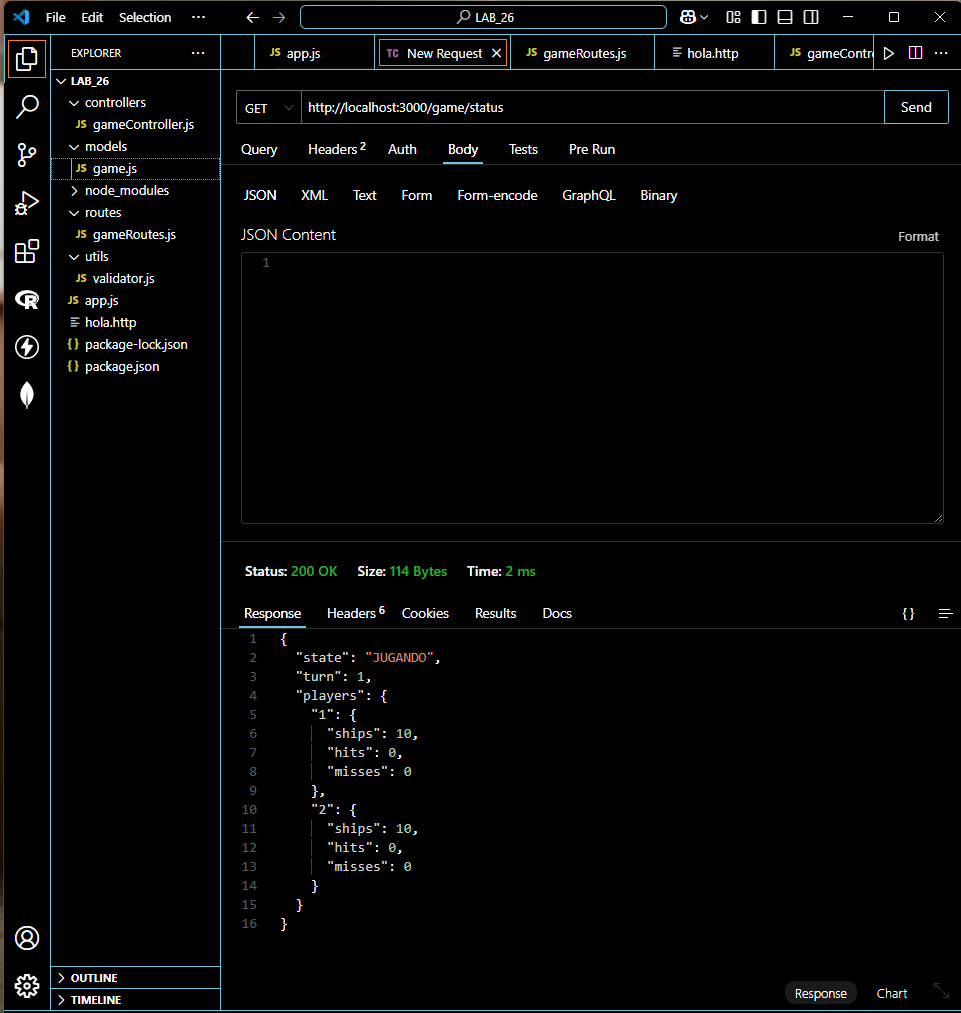 File Edit Selection ··· LAB_26
EXPLORER ···
LAB_26
controllers
JS gameController.js
models
JS game.js
node_modules
routes
JS gameRoutes.js
utils
JS validator.js
JS app.js
hola.http
{} package-lock.json
{} package.json
OUTLINE
TIMELINE
JS app.js TC New Request JS gameRoutes.js hola.http JS gameContr ···
GET http://localhost:3000/game/status Send
Query Headers 2 Auth Body Tests Pre Run
JSON XML Text Form Form-encode GraphQL Binary
JSON Content Format
1
Status: 200 OK Size: 114 Bytes Time: 2 ms
Response Headers 6 Cookies Results Docs {}
1 {
2 "state": "JUGANDO",
3 "turn": 1,
4 "players": {
5 "1": {
6 "ships": 10,
7 "hits": 0,
8 "misses": 0
9 },
10 "2": {
11 "ships": 10,
12 "hits": 0,
13 "misses": 0
14 }
15 }
16 }
Response Chart